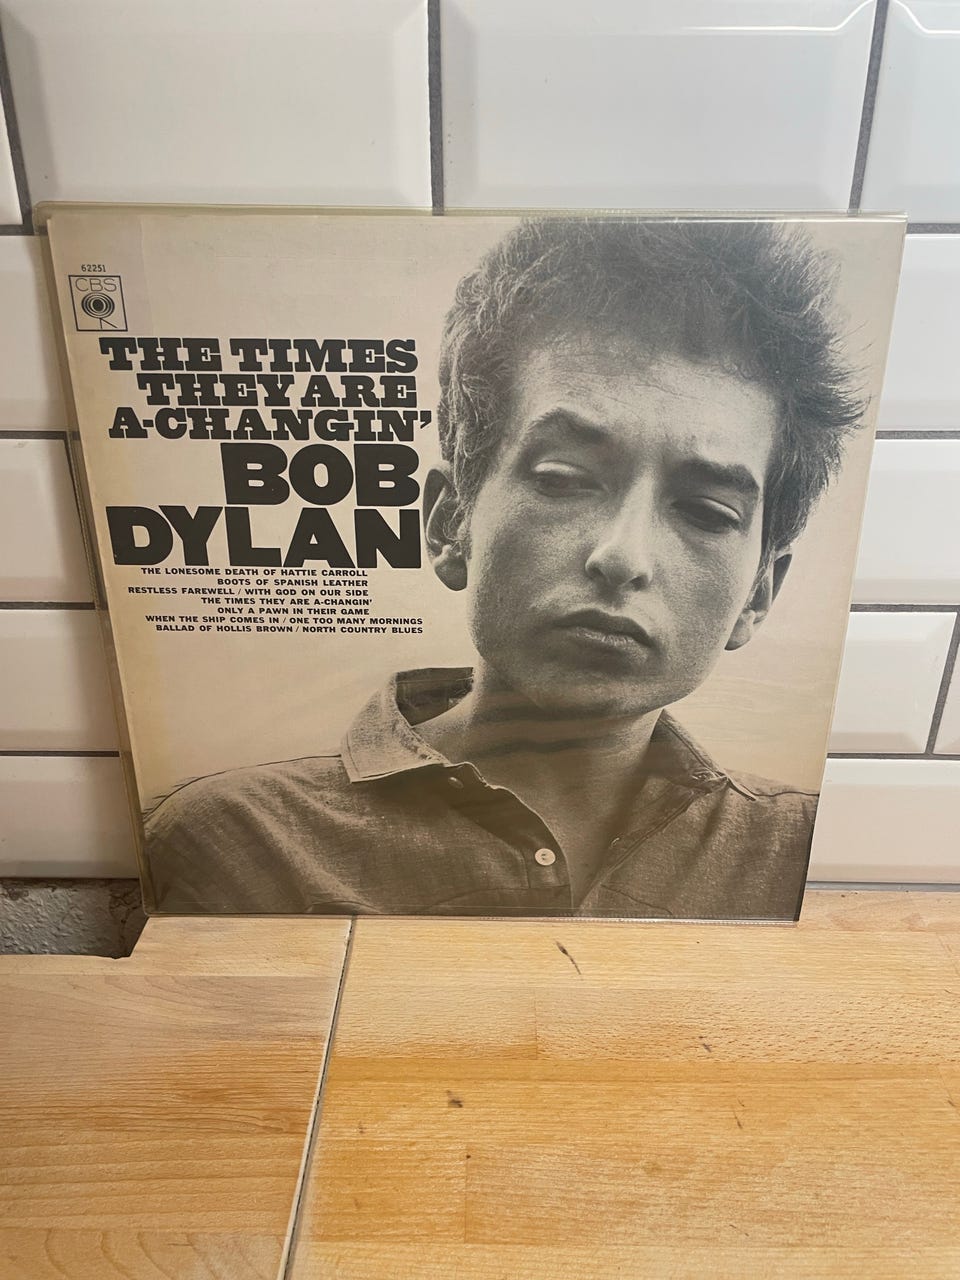 62251
CBS
THE TIMES
THEY ARE
A-CHANGIN'
BOB
DYLAN
THE LONESOME DEATH OF HATTIE CARROLL
BOOTS OF SPANISH LEATHER
RESTLESS FAREWELL / WITH GOD ON OUR SIDE
THE TIMES THEY ARE A-CHANGIN'
ONLY A PAWN IN THEIR GAME
WHEN THE SHIP COMES IN / ONE TOO MANY MORNINGS
BALLAD OF HOLLIS BROWN / NORTH COUNTRY BLUES